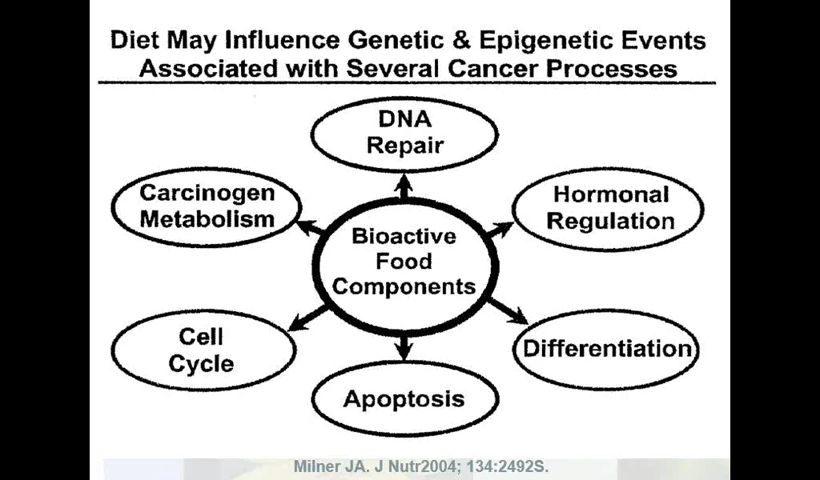 Diet May Influence Genetic & Epigenetic Events
Associated with Several Cancer Processes
DNA
Repair
Carcinogen
Metabolism
Hormonal
Regulation
Bioactive
Food
Components
Cell
Cycle
Differentiation
Apoptosis
Milner JA. J Nutr2004; 134:2492S.